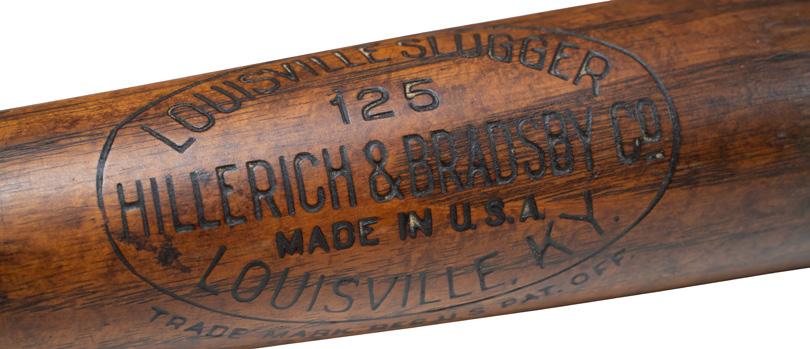 LOUISVILLE SLUGGER
125
HILLERICH & BRADSBY Co
MADE IN U.S.A.
LOUISVILLE, KY.
TRADE MARK REG. U.S. PAT. OFF.